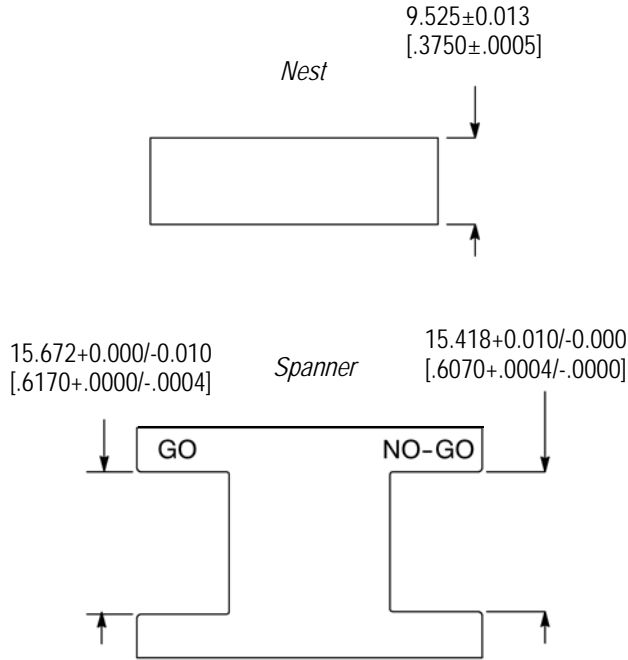 9.525±0.013
[.3750±.0005]
Nest
15.672+0.000/-0.010
[.6170+.0000/-.0004]
Spanner
15.418+0.010/-0.000
[.6070+.0004/-.0000]
GO
NO-GO